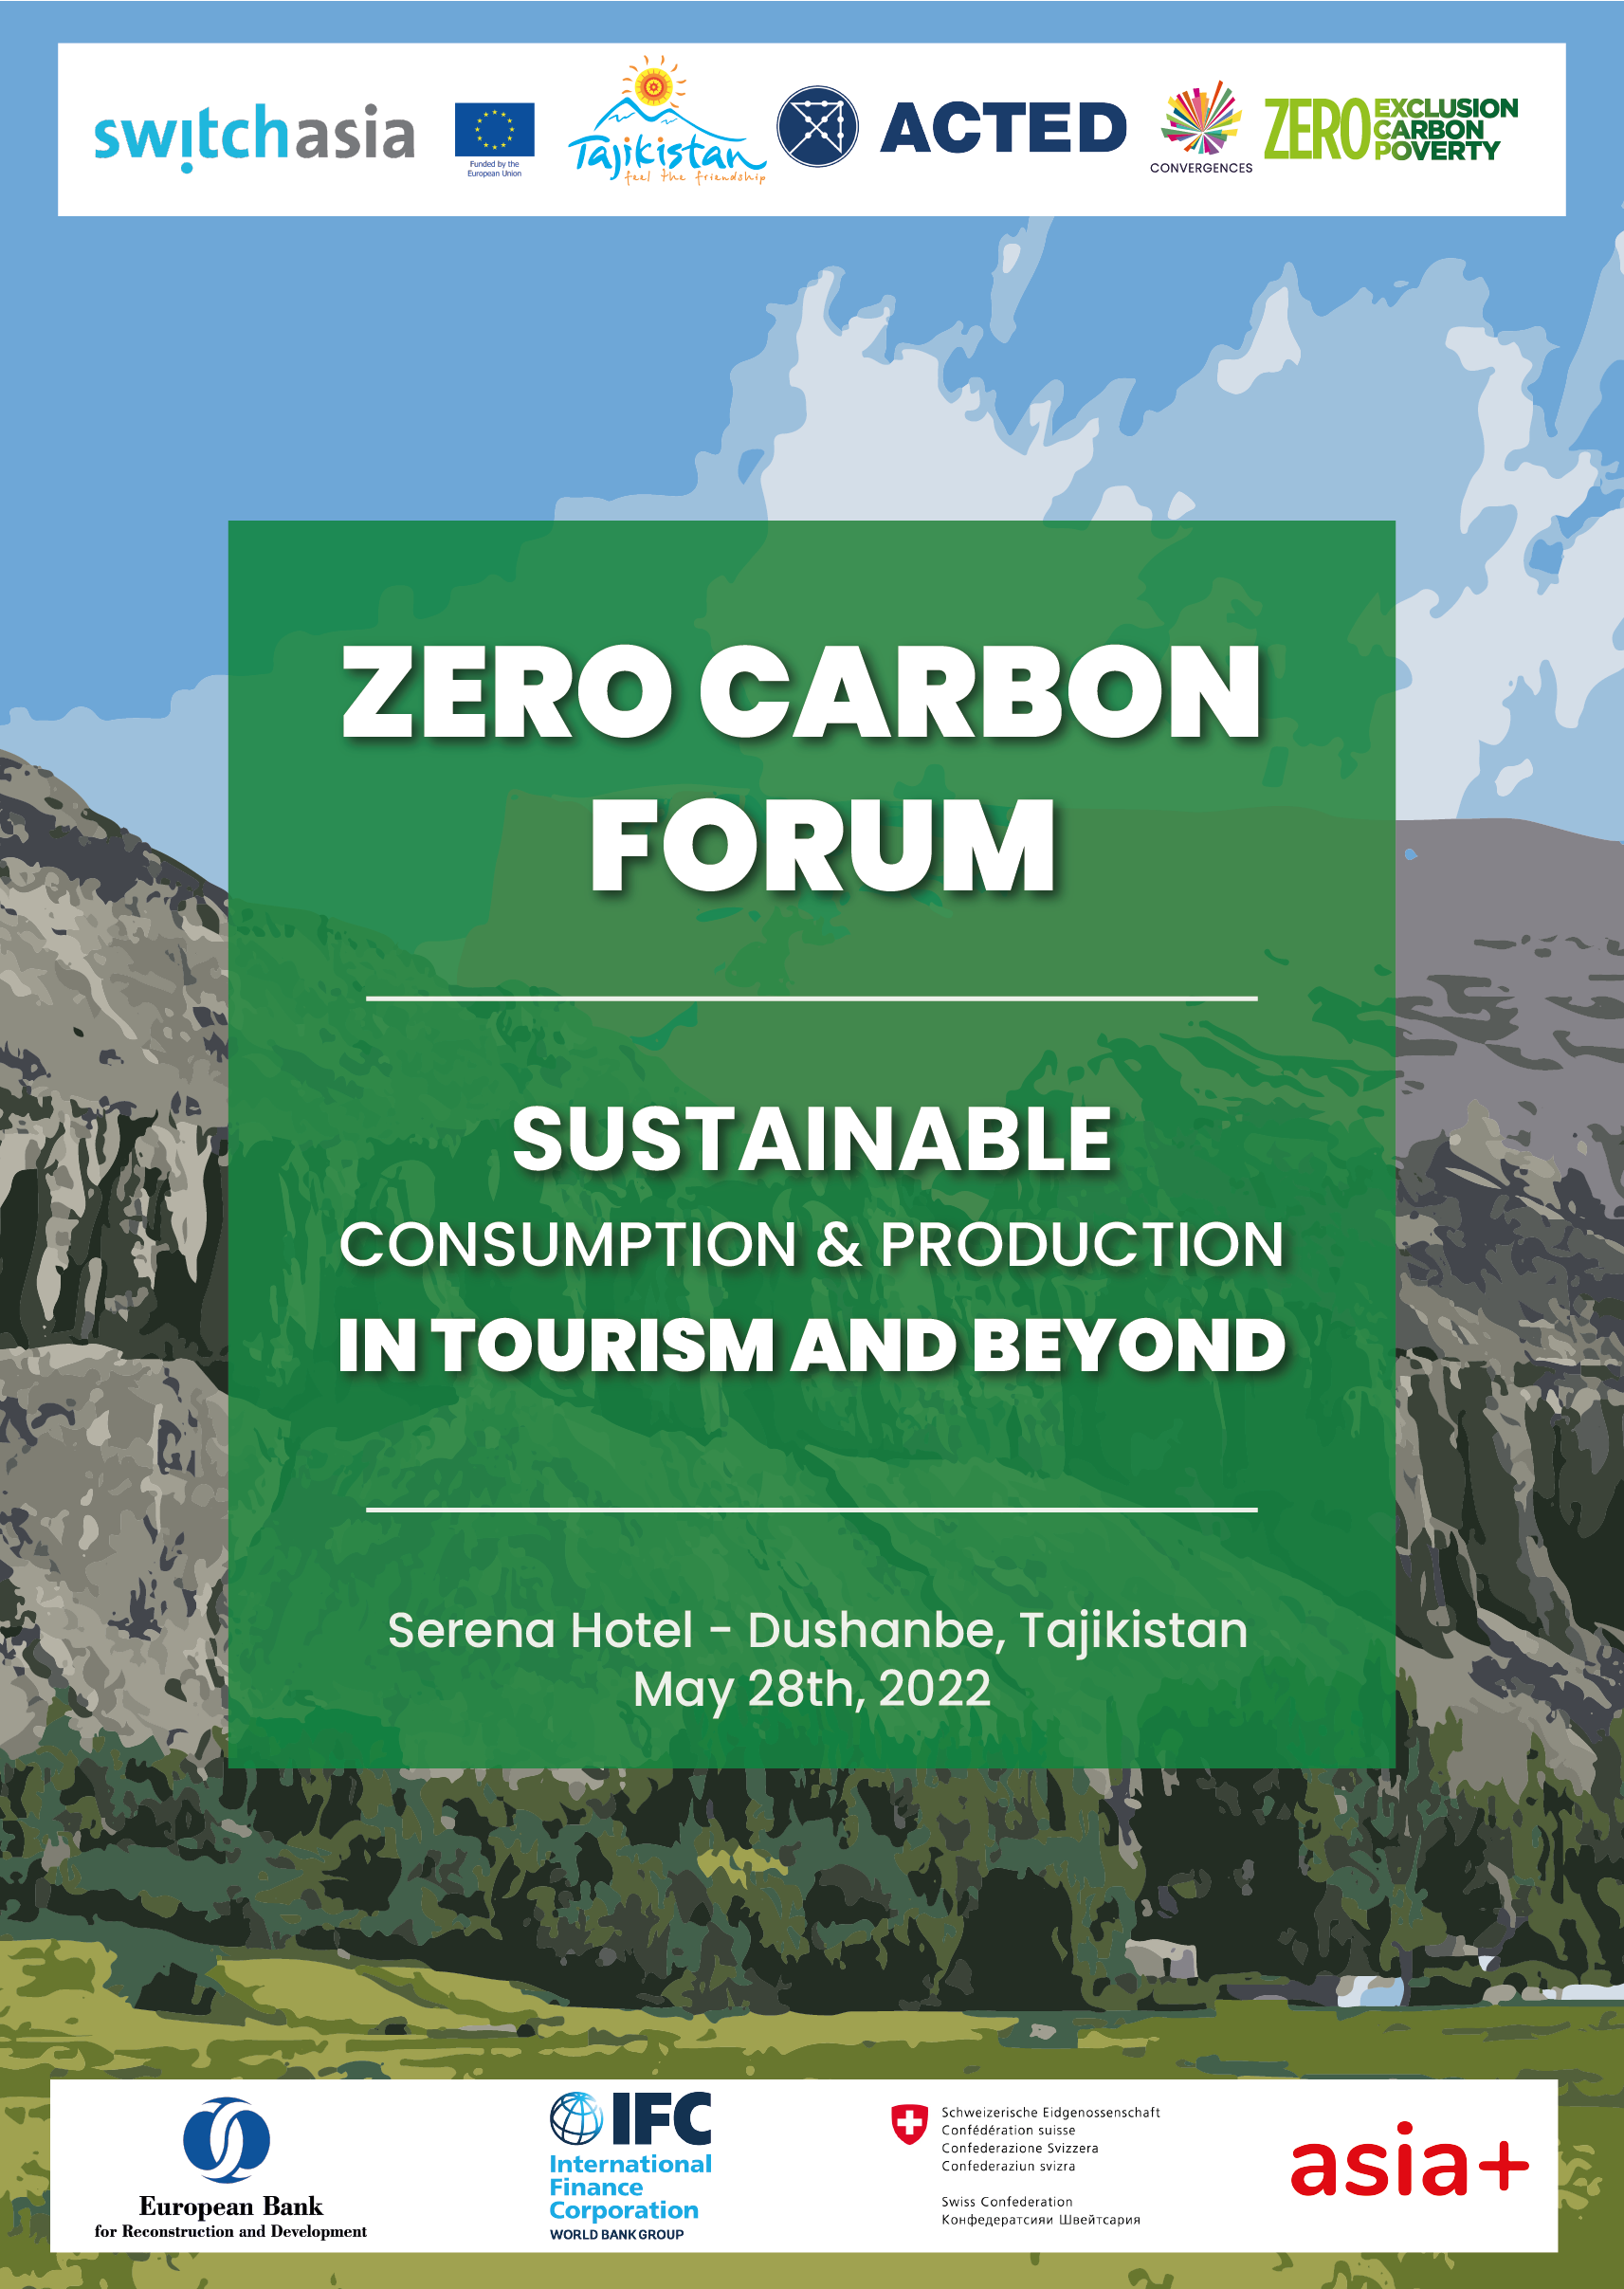 switchasia
Funded by the
European Union
Tajikistan
feel the friendship
ACTED
CONVERGENCES
ZERO EXCLUSION
CARBON
POVERTY
ZERO CARBON
FORUM
SUSTAINABLE
CONSUMPTION & PRODUCTION
IN TOURISM AND BEYOND
Serena Hotel - Dushanbe, Tajikistan
May 28th, 2022
European Bank
for Reconstruction and Development
IFC
International
Finance
Corporation
WORLD BANK GROUP
Schweizerische Eidgenossenschaft
Confédération suisse
Confederazione Svizzera
Confederaziun svizra
Swiss Confederation
Конфедератсияи Швейтсария
asia+